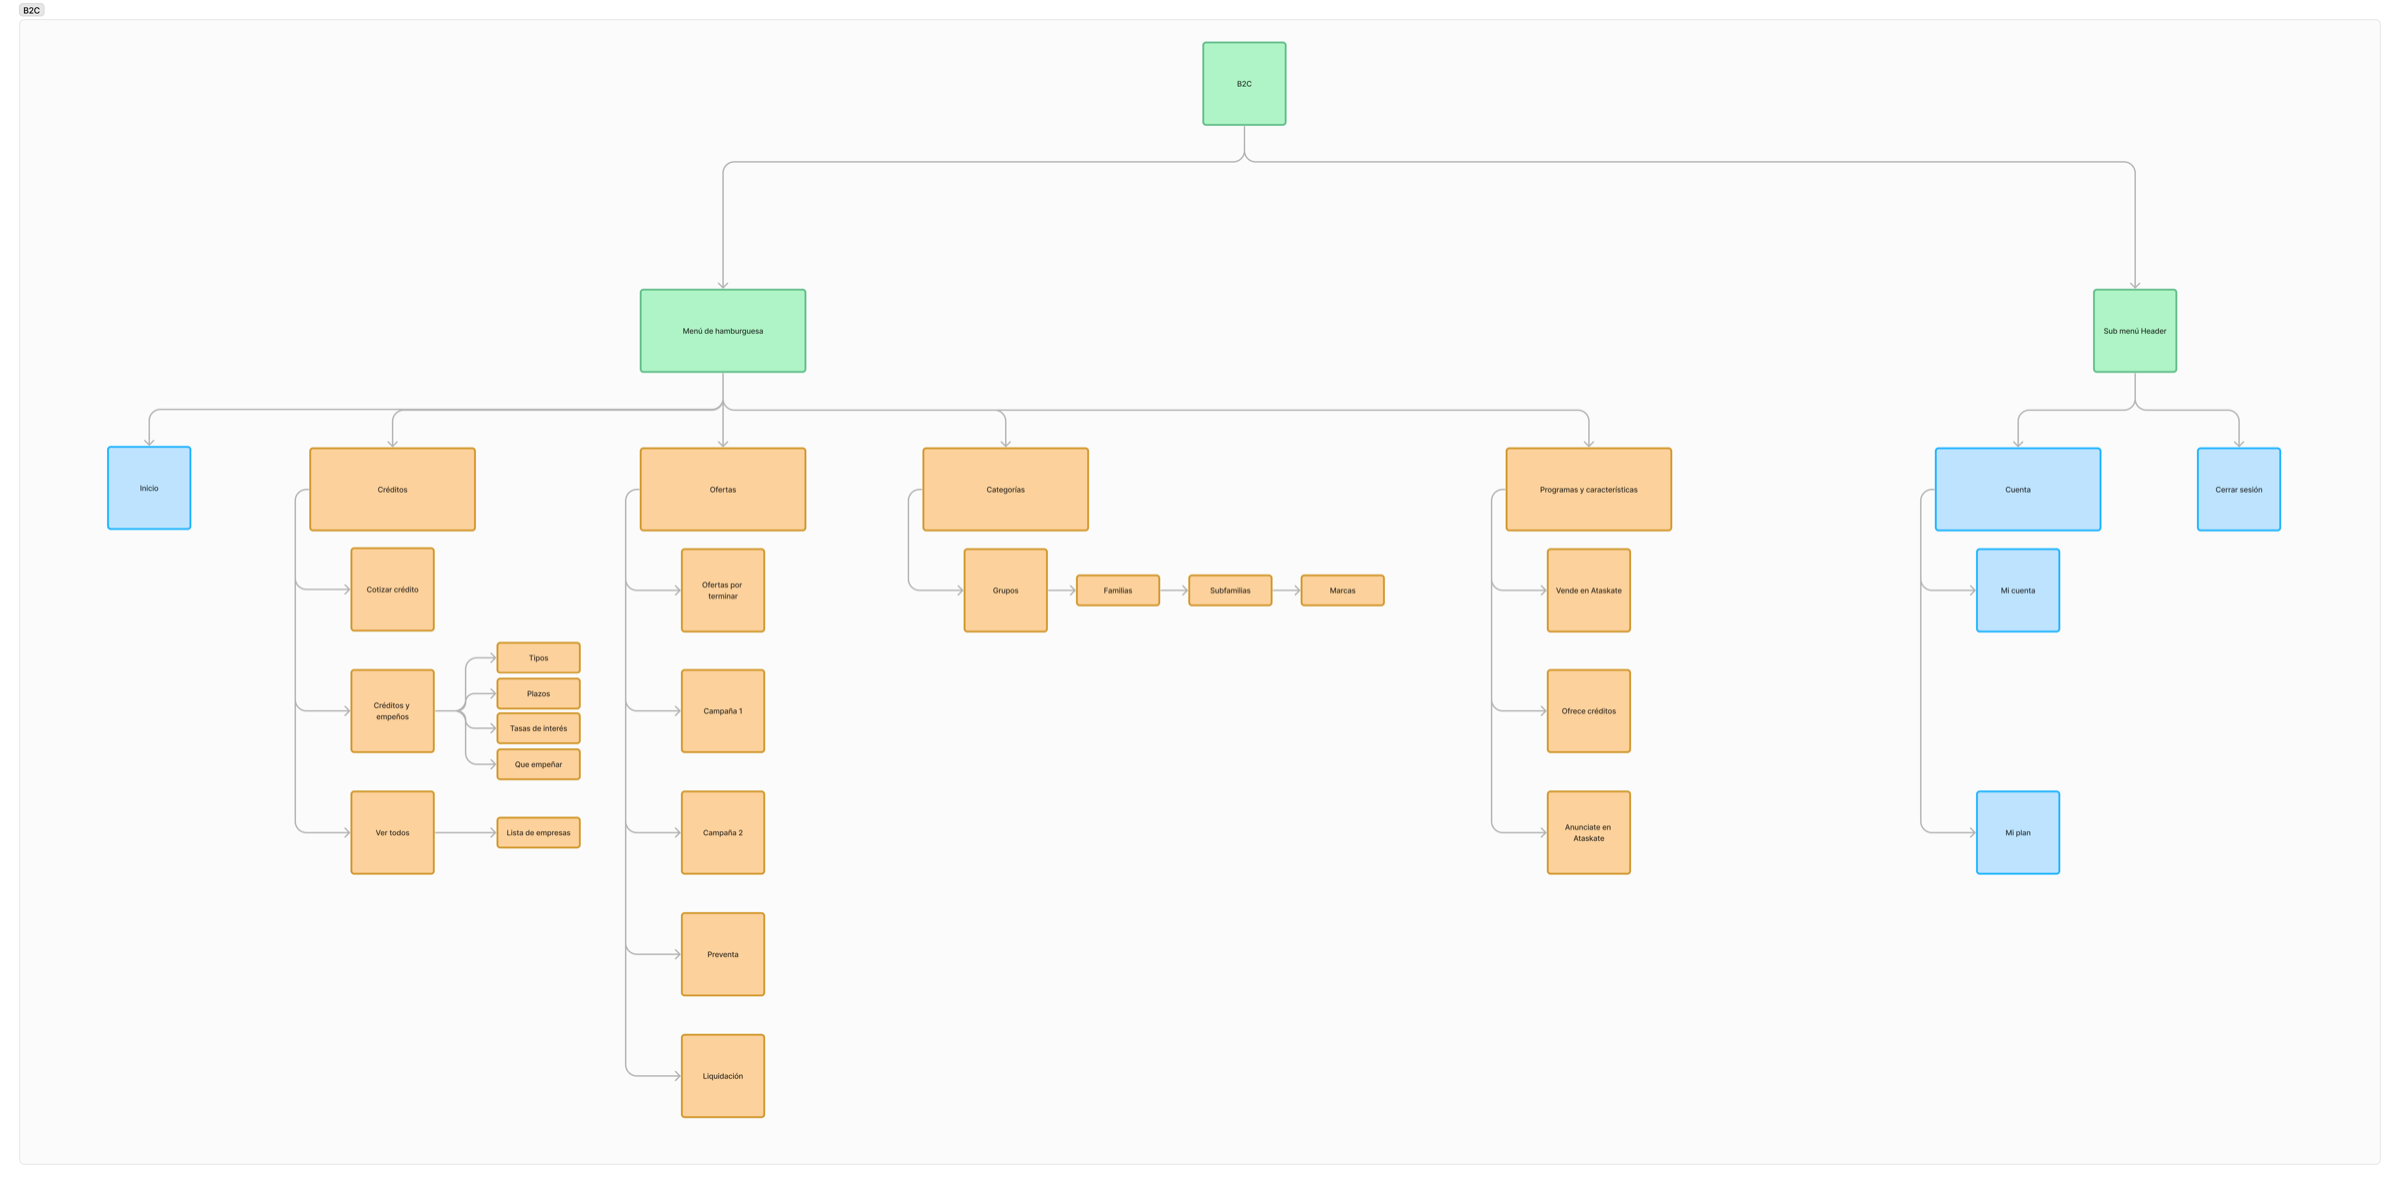 B2C
B2C
Menú de hamburguesa
Sub menú Header
Inicio
Créditos
Ofertas
Categorías
Programas y características
Cuenta
Cerrar sesión
Cotizar crédito
Ofertas por
terminar
Grupos
Familias
Subfamilias
Marcas
Vende en Ataskate
Mi cuenta
Tipos
Plazos
Créditos y
empeños
Tasas de interés
Que empeñar
Campaña 1
Ofrece créditos
Ver todos
Lista de empresas
Campaña 2
Anunciate en
Ataskate
Mi plan
Preventa
Liquidación